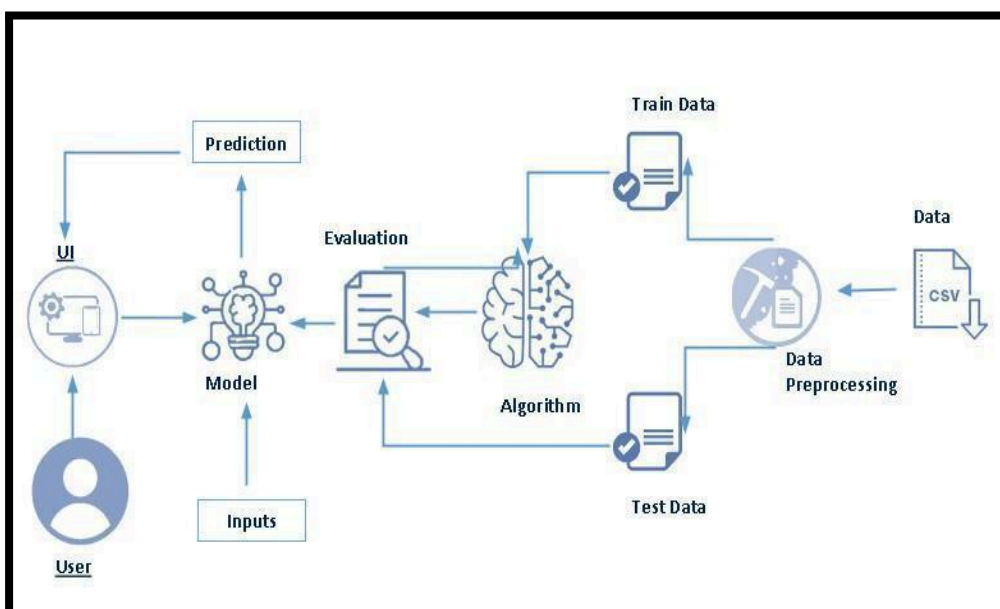 Train Data
Prediction
Data
Evaluation
UI
CSV
Model
Data
Preprocessing
Algorithm
Test Data
Inputs
User